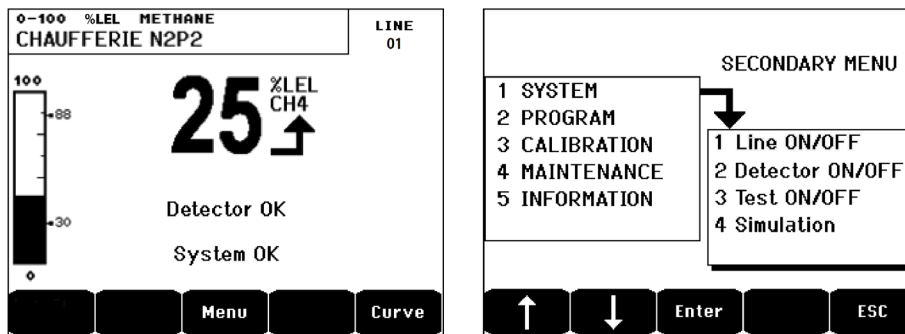 0-100 %LEL METHANE
CHAUFFERIE N2P2
LINE
01
100
88
30
0
25
%LEL
CH4
Detector OK
System OK
Menu
Curve
SECONDARY MENU
1 SYSTEM
2 PROGRAM
3 CALIBRATION
4 MAINTENANCE
5 INFORMATION
1 Line ON/OFF
2 Detector ON/OFF
3 Test ON/OFF
4 Simulation
Enter
ESC